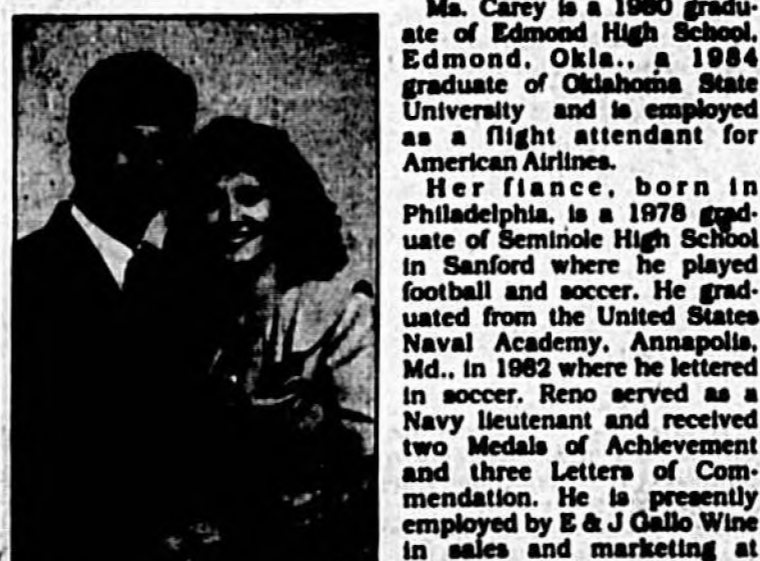 Ms. Carey is a 1980 gradu-
ate of Edmond High School,
Edmond, Okla., a 1984
graduate of Oklahoma State
University and is employed
as a flight attendant for
American Airlines.
Her fiance, born in
Philadelphia, is a 1978 grad-
uate of Seminole High School
in Sanford where he played
football and soccer. He grad-
uated from the United States
Naval Academy, Annapolis,
Md., in 1982 where he lettered
in soccer. Reno served as a
Navy lieutenant and received
two Medals of Achievement
and three Letters of Com-
mendation. He is presently
employed by E & J Gallo Wine
in sales and marketing at